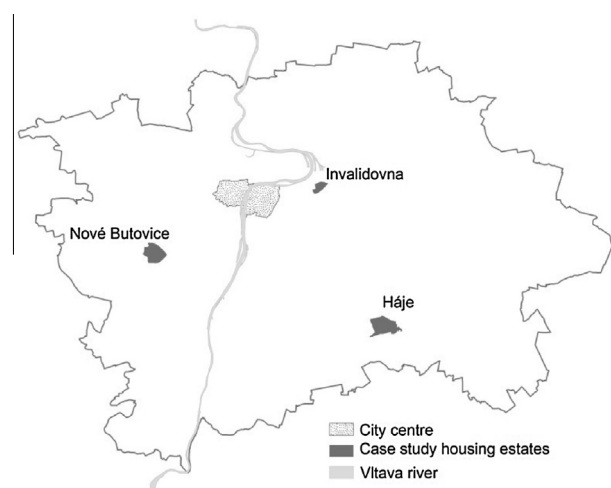 Invalidovna
Nové Butovice
Háje
City centre
Case study housing estates
Vltava river